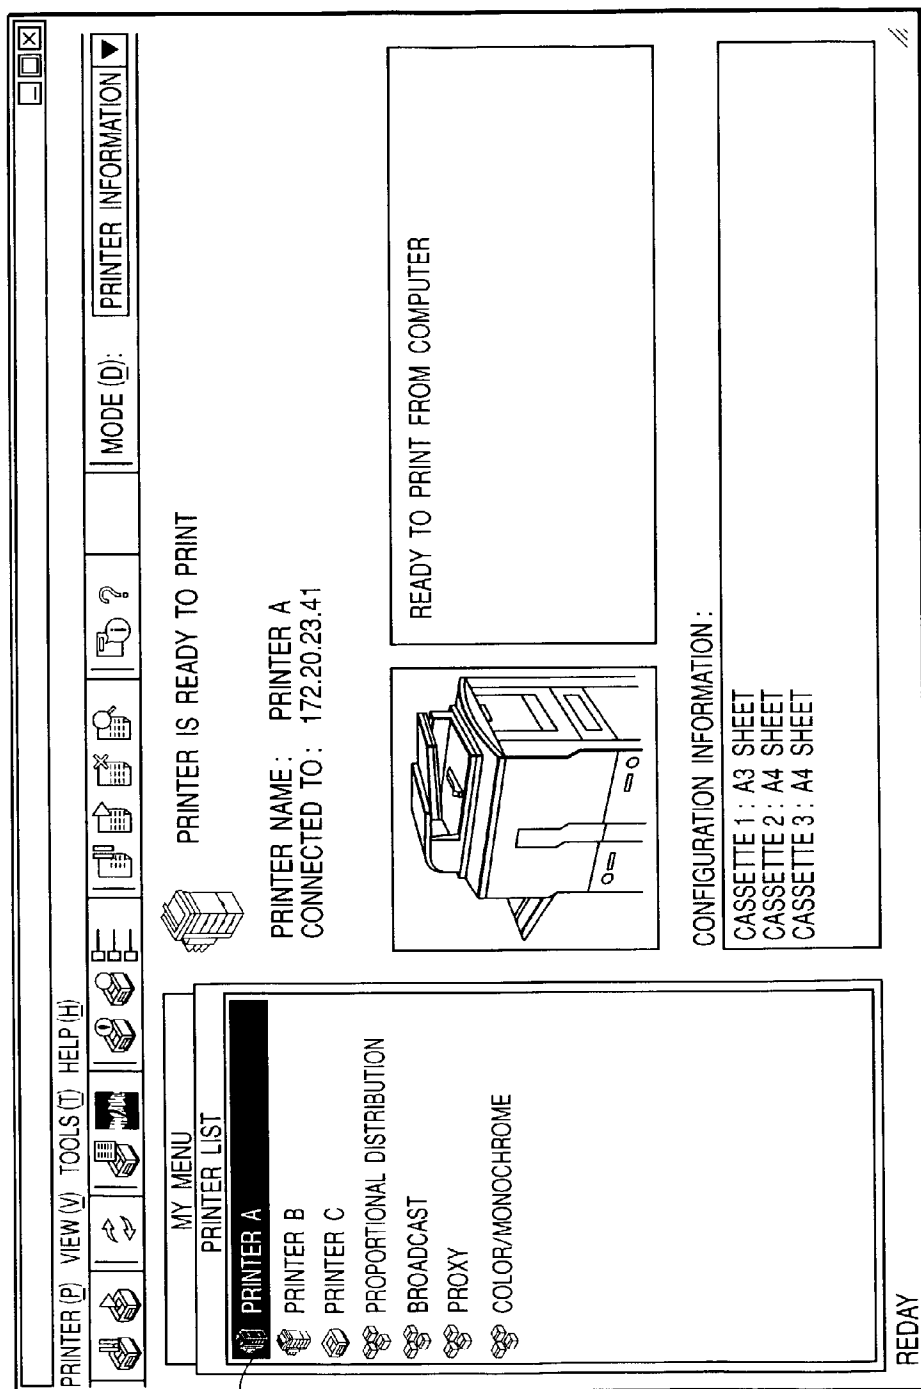 PRINTER (P) VIEW (V) TOOLS (T) HELP (H)
MODE (D): PRINTER INFORMATION
MY MENU
PRINTER LIST
PRINTER A
PRINTER B
PRINTER C
PROPORTIONAL DISTRIBUTION
BROADCAST
PROXY
COLOR/MONOCHROME
PRINTER IS READY TO PRINT
PRINTER NAME : PRINTER A
CONNECTED TO : 172.20.23.41
READY TO PRINT FROM COMPUTER
CONFIGURATION INFORMATION :
CASSETTE 1 : A3 SHEET
CASSETTE 2 : A4 SHEET
CASSETTE 3 : A4 SHEET
REDAY